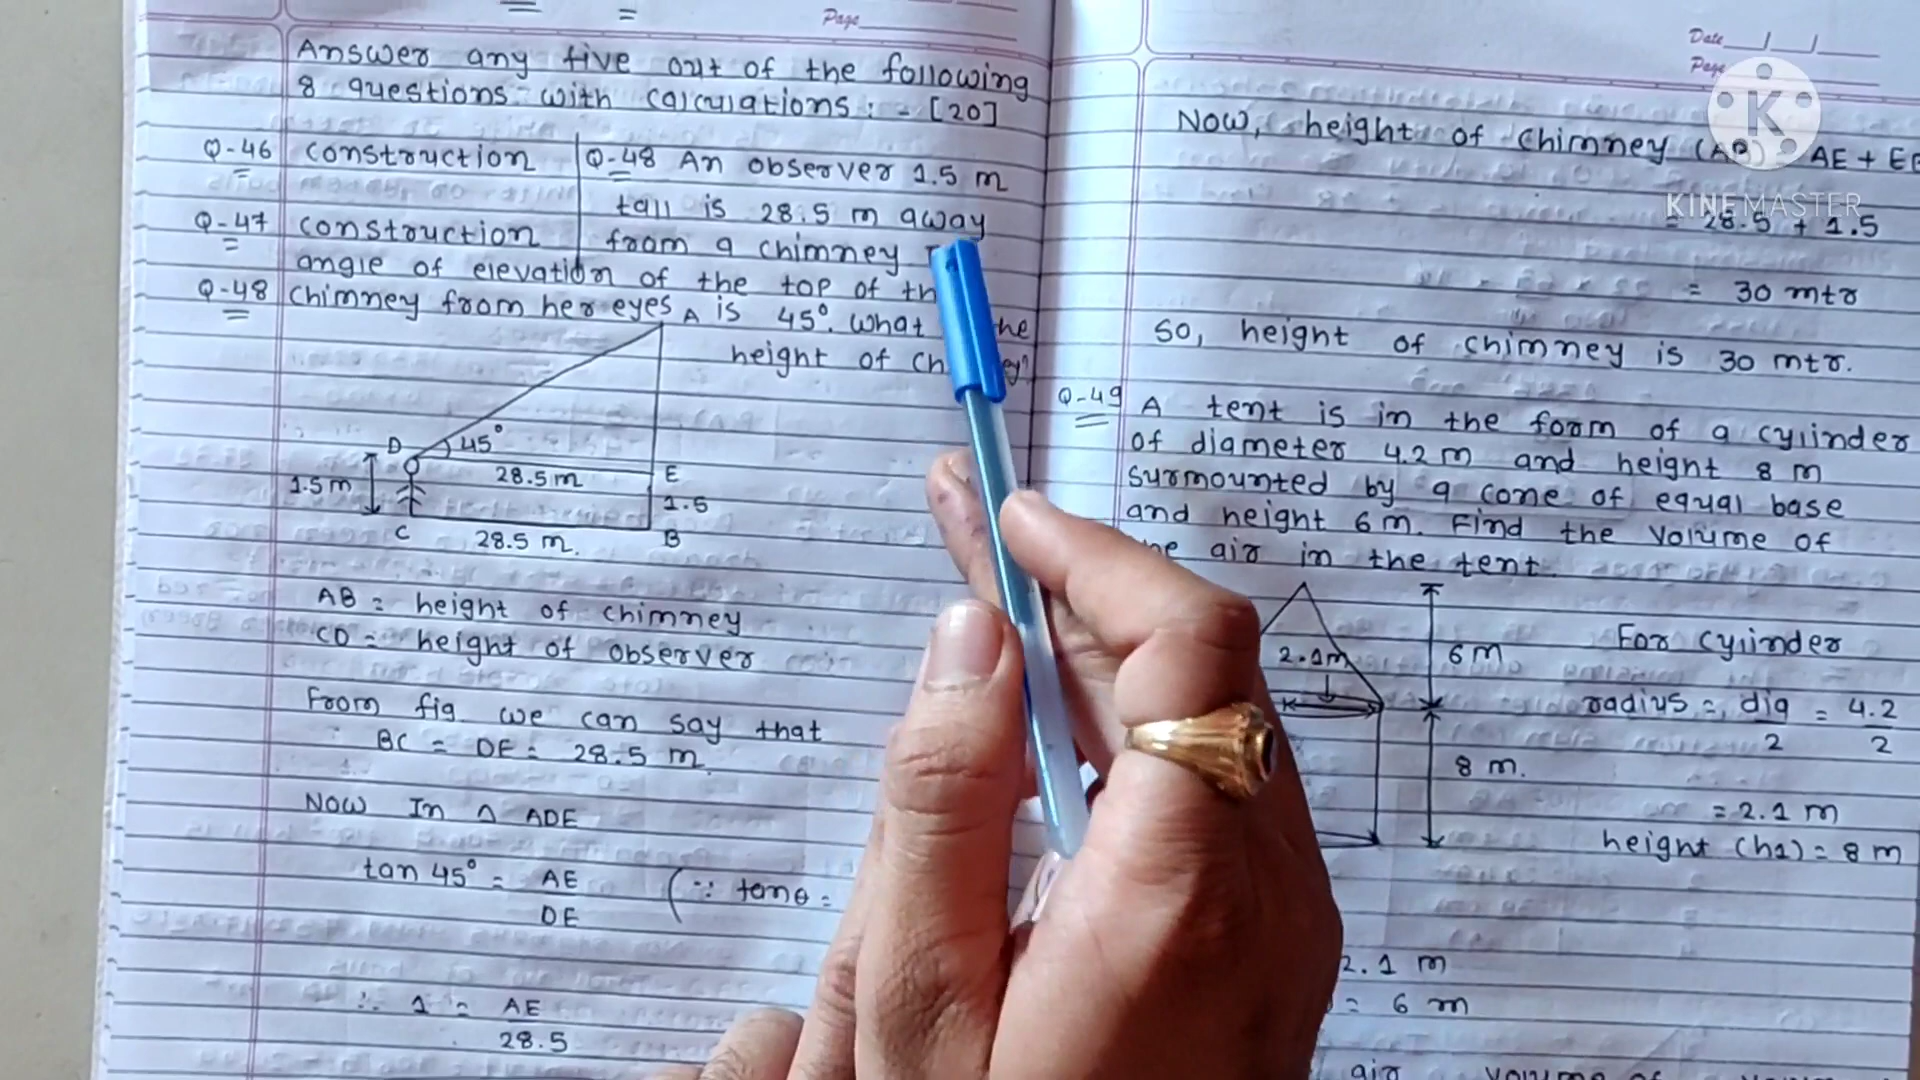 Page
Answer any five out of the following
8 questions with calculations: - [20]
Q-46 construction
Q-47 construction
Q-48 An observer 1.5 m
tall is 28.5 m away
from a chimney
angle of elevation of the top of th
Q-48 chimney from her eyes is 45°. what he
height of ch ey?
A
D
45°
28.5 m
E
1.5 m
1.5
C
28.5 m.
B
AB = height of chimney
CD = height of observer
From fig we can say that
BC = DE = 28.5 m
Now In Δ ADE
tan 45° = AE
DE
(∵ tanθ =
∴ 1 = AE
28.5
Date
Page
K
KINEMASTER
Now, height of chimney (AB) = AE + EB
= 28.5 + 1.5
= 30 mtr
So, height of chimney is 30 mtr.
Q-49 A tent is in the form of a cylinder
of diameter 4.2 m and height 8 m
surmounted by a cone of equal base
and height 6 m. Find the volume of
air in the tent.
2.1m
6 m
8 m.
For cylinder
radius = dia = 4.2
2 2
= 2.1 m
height (h1) = 8 m
2.1 m
= 6 m
air volume of